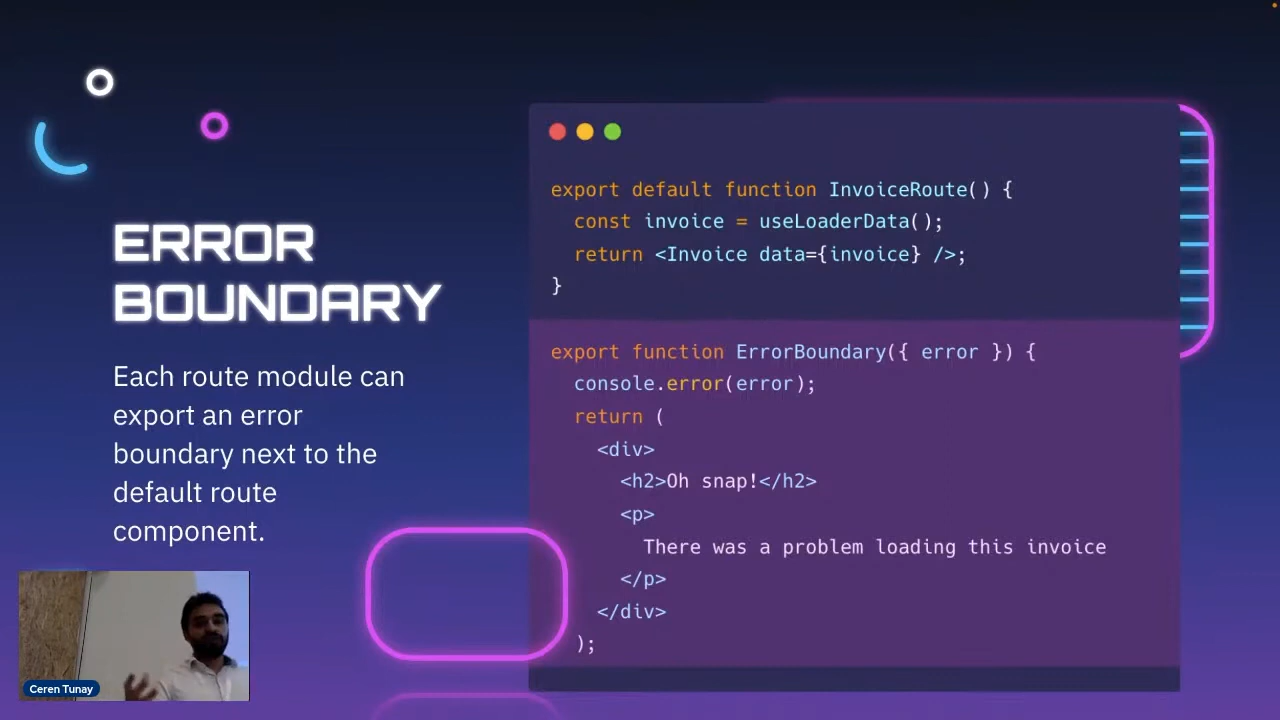 ERROR
BOUNDARY
Each route module can
export an error
boundary next to the
default route
component.
export default function InvoiceRoute() {
  const invoice = useLoaderData();
  return <Invoice data={invoice} />;
}
export function ErrorBoundary({ error }) {
  console.error(error);
  return (
    <div>
      <h2>Oh snap!</h2>
      <p>
        There was a problem loading this invoice
      </p>
    </div>
  );
Ceren Tunay